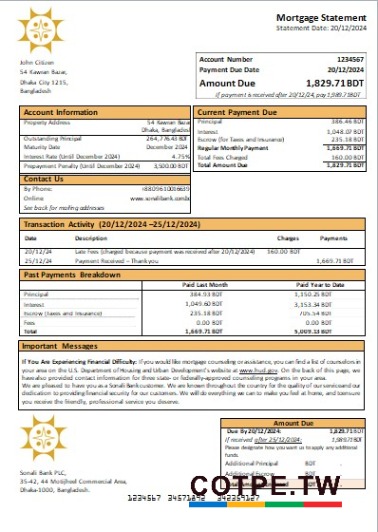 Mortgage Statement
Statement Date: 20/12/2024
John Citizen
54 Kawran Bazar,
Dhaka City 1215,
Bangladesh
Account Number 1234567
Payment Due Date 20/12/2024
Amount Due 1,829.71BDT
If payment is received after 20/12/24, pay 1,989.71BDT
Account Information
Property Address 54 Kawran Bazar
Dhaka, Bangladesh
Outstanding Principal 264,776.43 BDT
Maturity Date December 2024
Interest Rate (Until December 2024) 4.75%
Prepayment Penalty (Until December 2024) 3,500.00 BDT
Contact Us
By Phone: +8809610016639
Online: www.sonalibank.com.bd
See back for mailing addresses
Current Payment Due
Principal 386.46 BDT
Interest 1,048.07 BDT
Escrow (for Taxes and Insurance) 235.18 BDT
Regular Monthly Payment 1,669.71 BDT
Total Fees Charged 160.00 BDT
Total Amount Due 1,829.71 BDT
Transaction Activity (20/12/2024 –25/12/2024)
Date Description Charges Payments
20/12/24 Late Fees (charged because payment was received after 20/12/2024) 160.00 BDT
25/12/24 Payment Received – Thank you 1,669.71 BDT
Past Payments Breakdown
Paid Last Month Paid Year to Date
Principal 384.93 BDT 1,150.25 BDT
Interest 1,049.60 BDT 3,153.34 BDT
Escrow (Taxes and Insurance) 235.18 BDT 705.54 BDT
Fees 0.00 BDT 0.00 BDT
Total 1,669.71 BDT 5,009.13 BDT
Important Messages
If You Are Experiencing Financial Difficulty: If you would like mortgage counseling or assistance, you can find a list of counselors in
your area on the U.S. Department of Housing and Urban Development's website at www.hud.gov. On the back of this page, we
have also provided contact information for three state- or federally-approved counseling programs in your area.
We are pleased to have you as a Sonali Bank customer. We are known throughout the country for the quality of our service and our
dedication to providing financial security for our customers. We will do everything we can to make you feel at home, and to ensure
you receive the friendly, professional service you deserve.
Sonali Bank PLC,
35-42, 44 Motijheel Commercial Area,
Dhaka-1000, Bangladesh.
Amount Due
Due By 20/12/2024: 1,829.71BDT
If received after 25/12/2024: 1,989.71BDT
Please designate how you want us to apply any additional
funds.
Additional Principal BDT .
Additional Escrow BDT .
COTPE.TW